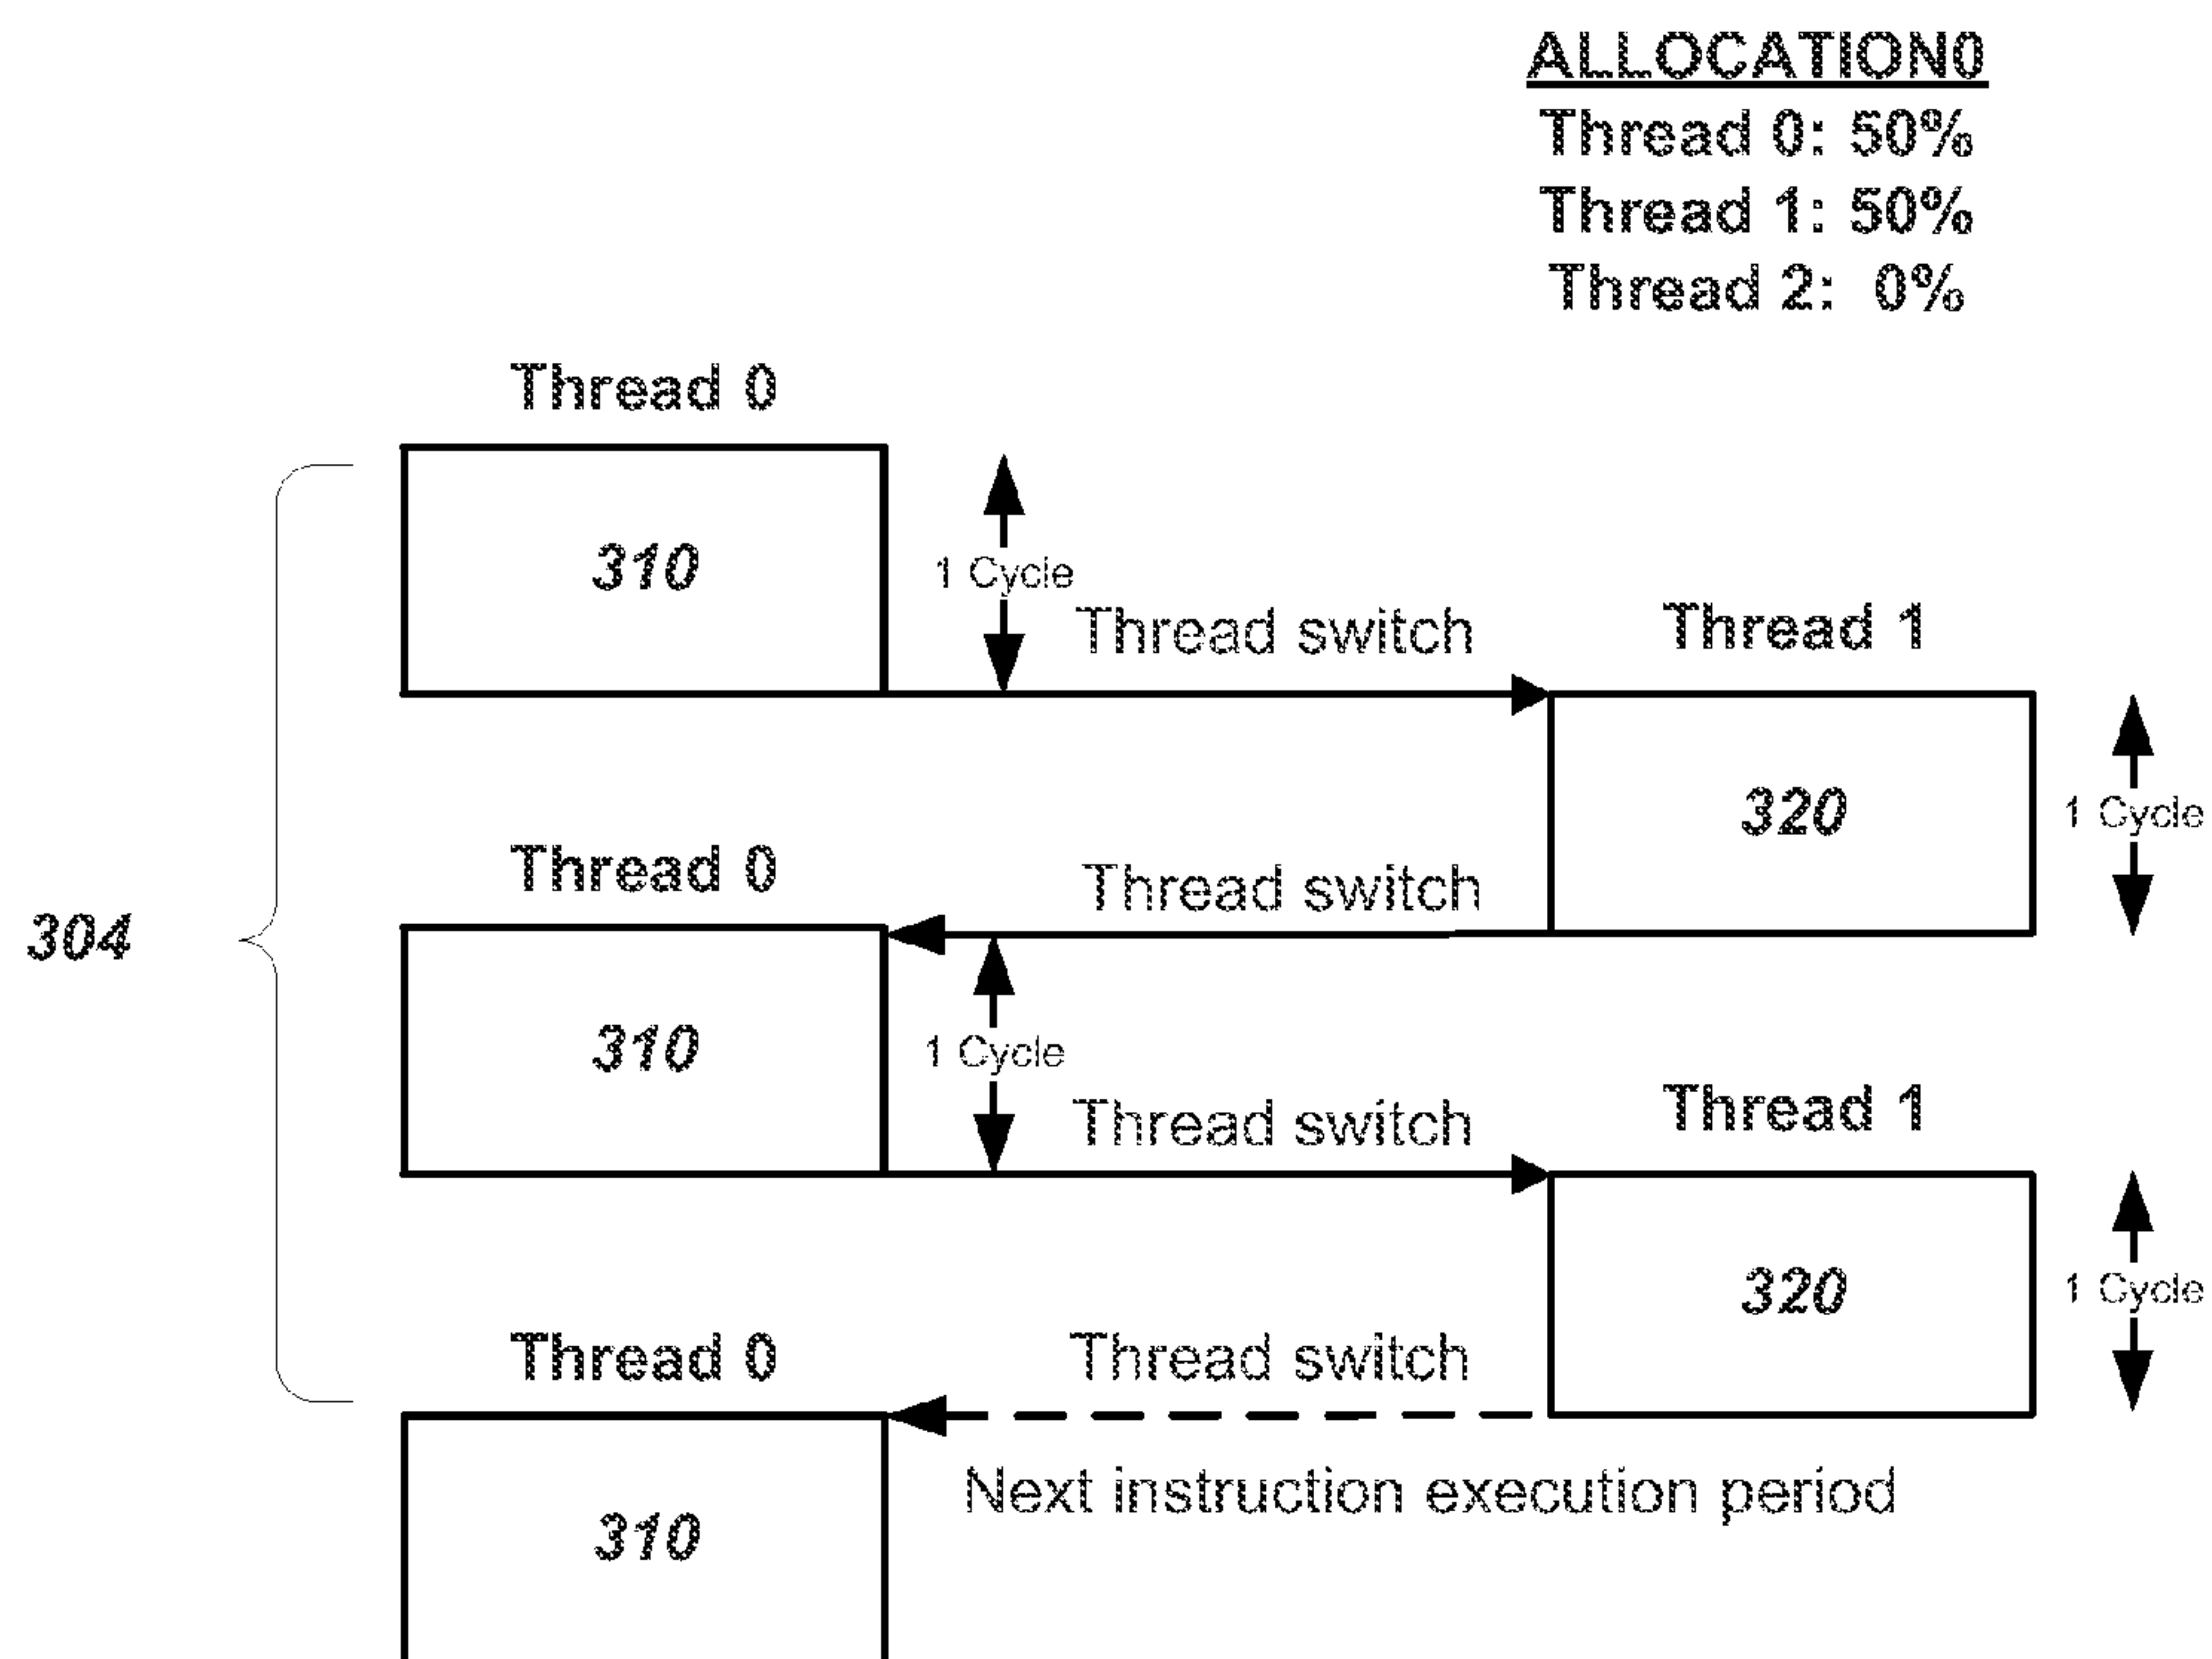 ALLOCATION0
Thread 0: 50%
Thread 1: 50%
Thread 2: 0%
Thread 0
310
1 Cycle
Thread switch
Thread 1
320
1 Cycle
Thread 0
Thread switch
304
310
1 Cycle
Thread switch
Thread 1
320
1 Cycle
Thread 0
Thread switch
Next instruction execution period
310